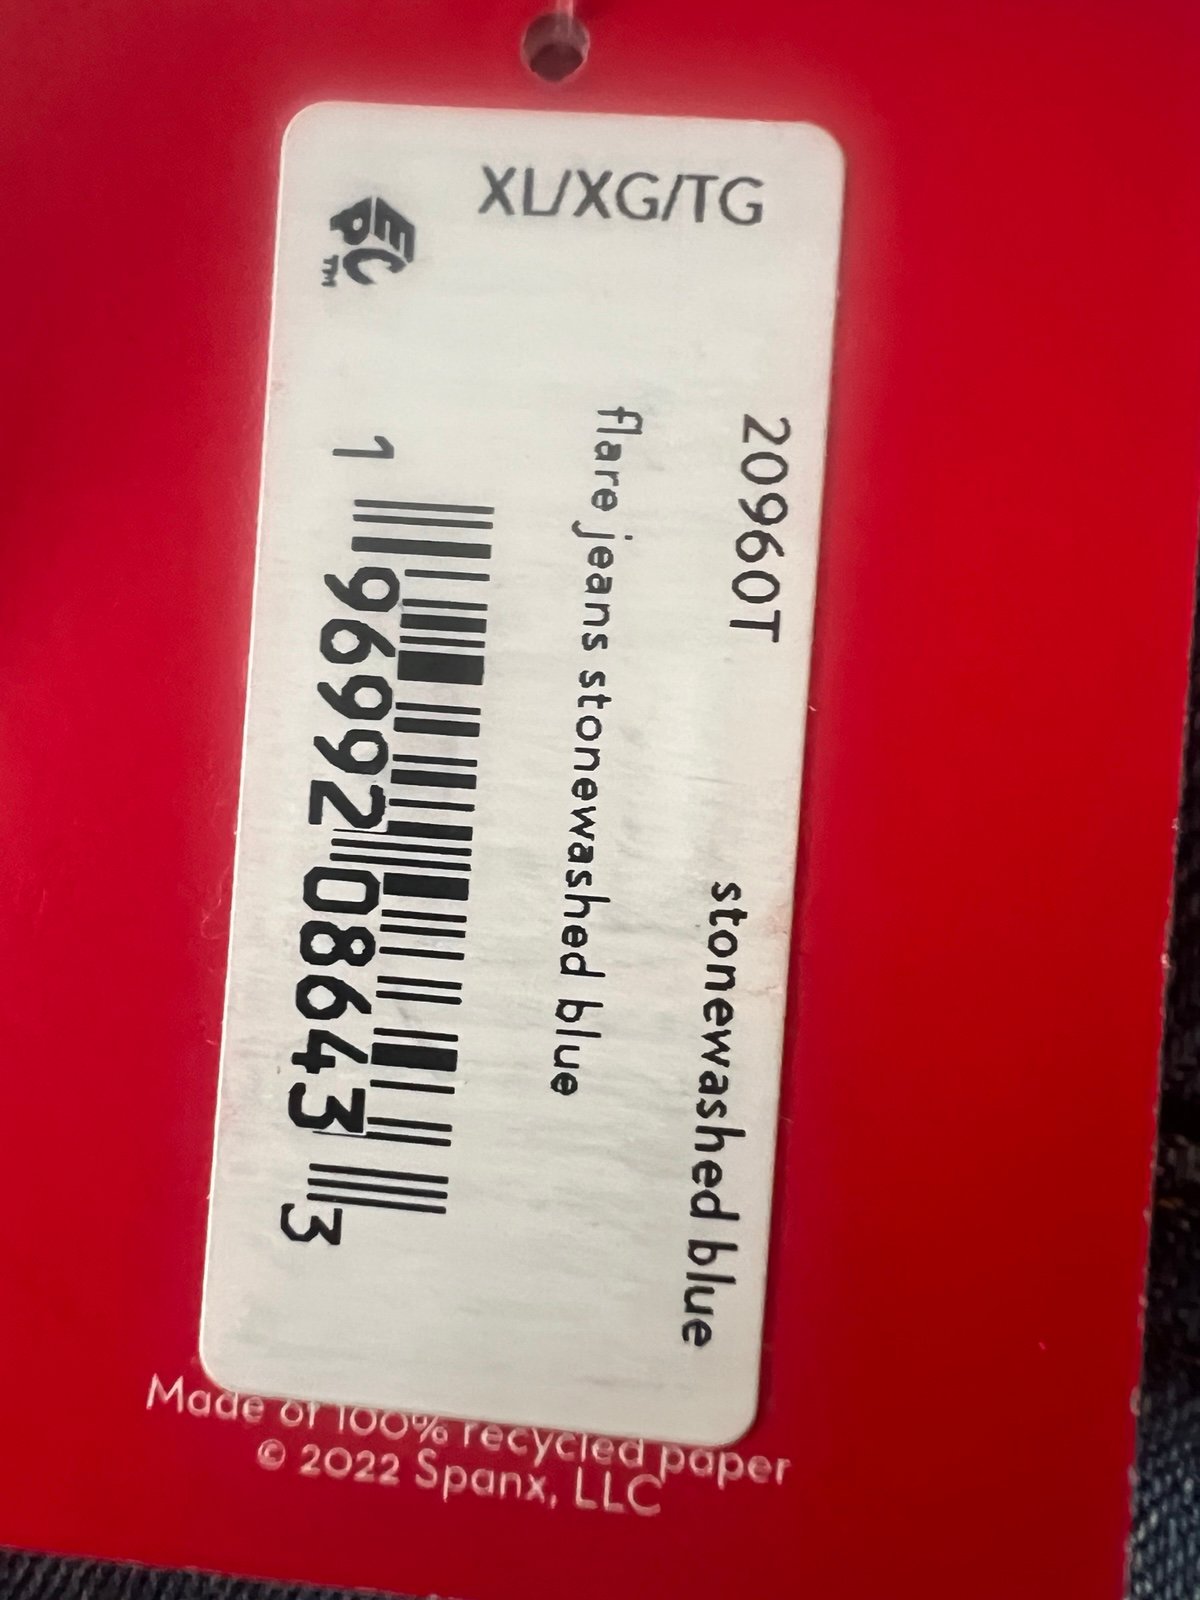 XL/XG/TG
EPC™
20960T stonewashed blue
flare jeans stonewashed blue
1 96992 08643 3
Made of 100% recycled paper
© 2022 Spanx, LLC